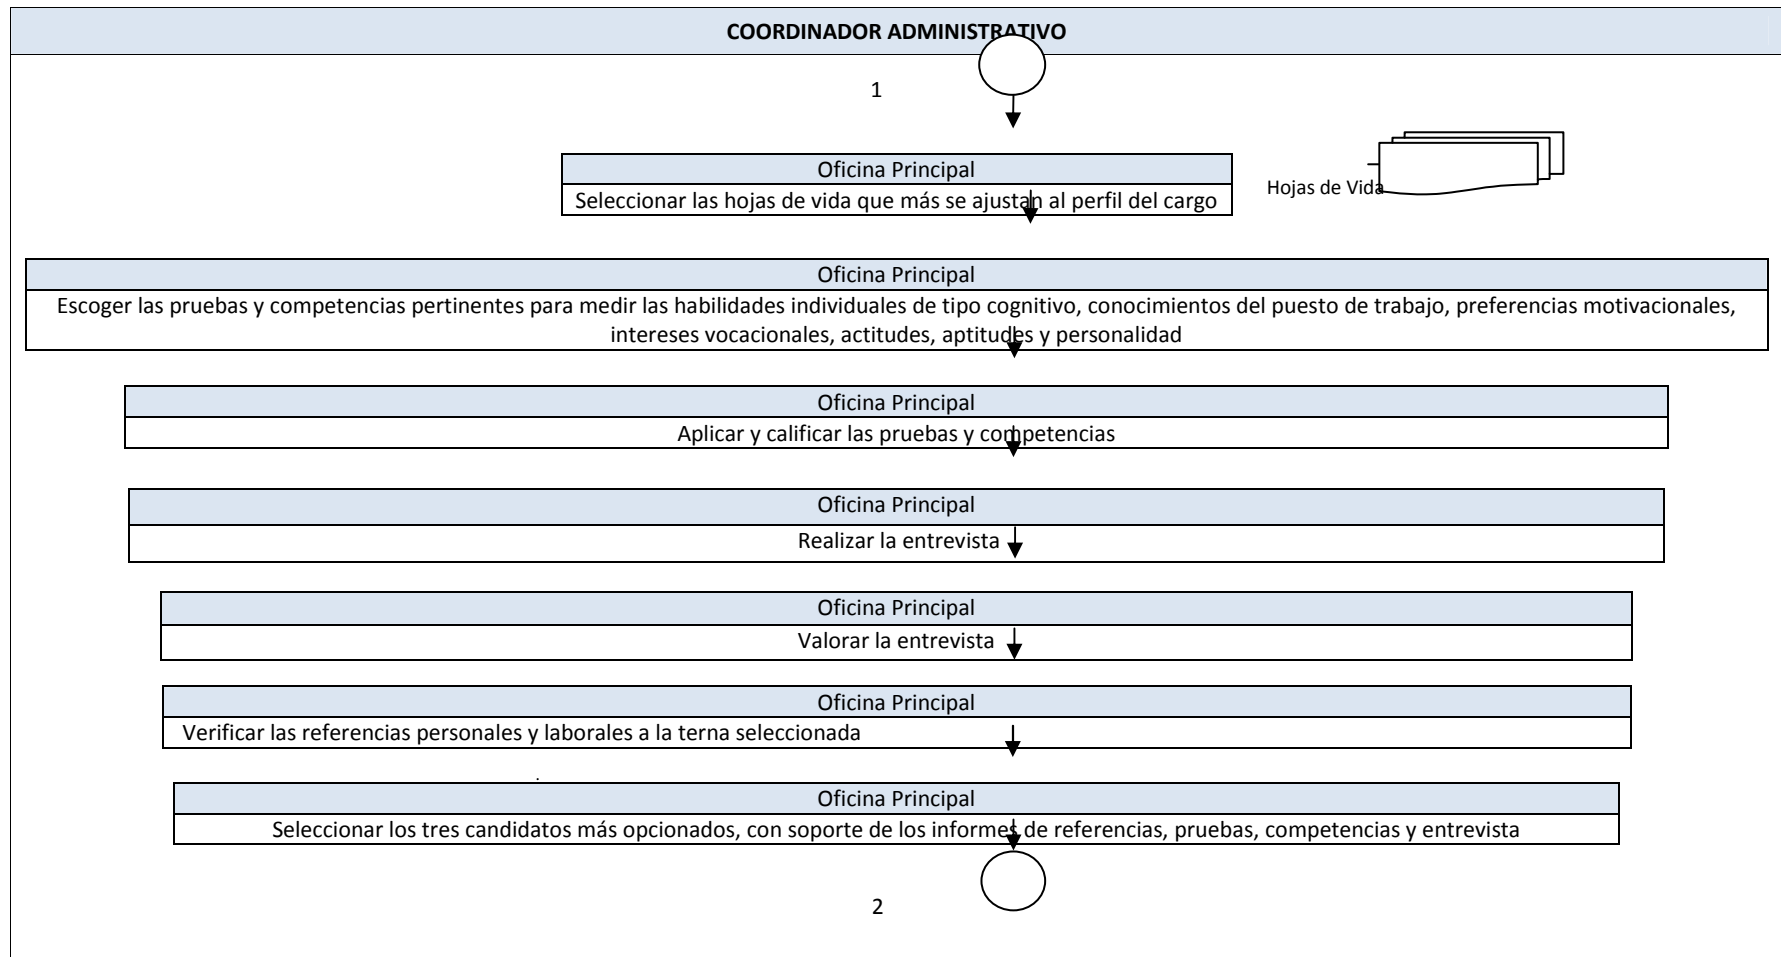 COORDINADOR ADMINISTRATIVO
1
Oficina Principal
Seleccionar las hojas de vida que más se ajustan al perfil del cargo
Hojas de Vida
Oficina Principal
Escoger las pruebas y competencias pertinentes para medir las habilidades individuales de tipo cognitivo, conocimientos del puesto de trabajo, preferencias motivacionales,
intereses vocacionales, actitudes, aptitudes y personalidad
Oficina Principal
Aplicar y calificar las pruebas y competencias
Oficina Principal
Realizar la entrevista
Oficina Principal
Valorar la entrevista
Oficina Principal
Verificar las referencias personales y laborales a la terna seleccionada
.
Oficina Principal
Seleccionar los tres candidatos más opcionados, con soporte de los informes de referencias, pruebas, competencias y entrevista
2